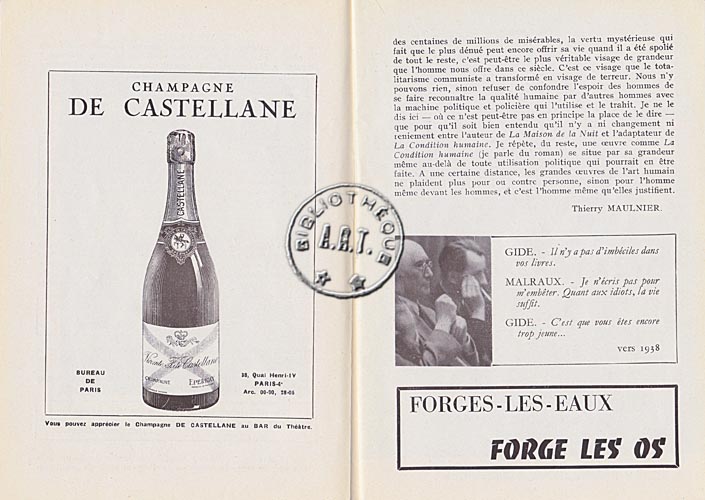 CHAMPAGNE
DE CASTELLANE
CASTELLANE
Vicomte F. de Castellane
EPERNAY
BUREAU
DE
PARIS
38, Quai Henri-IV
PARIS-4e
Vous pouvez apprécier le Champagne DE CASTELLANE au BAR du Théâtre.
BIBLIOTHÈQUE
A.R.T.
des centaines de millions de misérables, la vertu mystérieuse qui
fait que le plus dénué peut encore offrir sa vie quand il a été spolié
de tout le reste, c'est peut-être le plus véritable visage de grandeur
que l'homme nous offre dans ce siècle. C'est ce visage que le tota-
litarisme communiste a transformé en visage de terreur. Nous n'y
pouvons rien, sinon refuser de confondre l'espoir des hommes de
se faire reconnaître la qualité humaine par d'autres hommes avec
la machine politique et policière qui l'utilise et le trahit. Je ne le
dis ici — où ce n'est peut-être pas en principe la place de le dire —
que pour qu'il soit bien entendu qu'il n'y a ni changement ni
reniement entre l'auteur de La Maison de la Nuit et l'adaptateur de
La Condition humaine. Je répète, du reste, une œuvre comme La
Condition humaine (je parle du roman) se situe par sa grandeur
même au-delà de toute utilisation politique qui pourrait en être
faite. A une certaine distance, les grandes œuvres de l'art humain
ne plaident plus pour ou contre personne, sinon pour l'homme
même devant les hommes, et c'est l'homme même qu'elles justifient.
Thierry MAULNIER.
GIDE. - Il n'y a pas d'imbéciles dans
vos livres.
MALRAUX. - Je n'écris pas pour
m'embêter. Quant aux idiots, la vie
suffit.
GIDE. - C'est que vous êtes encore
trop jeune...
vers 1938
FORGES-LES-EAUX
FORGE LES OS